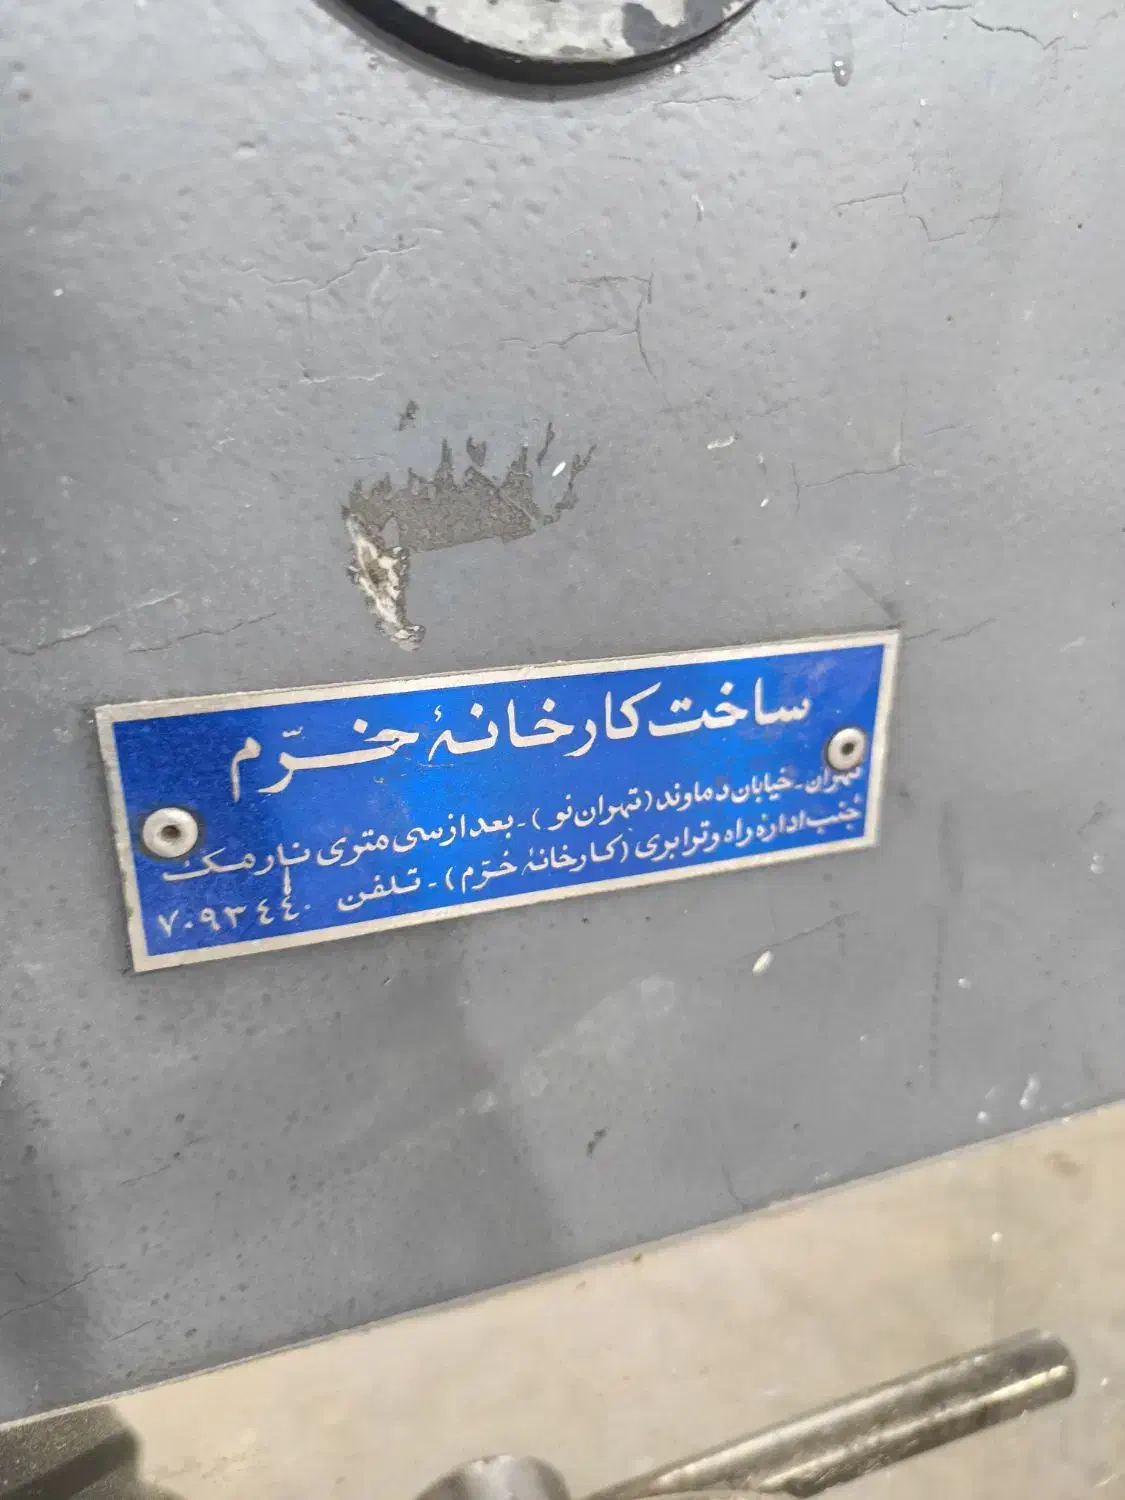 ساخت کارخانهٔ خرّم
تهران - خیابان دماوند (تهران نو) - بعد از سی متری نارمک
جنب اداره راه و ترابری (کارخانهٔ خرّم) - تلفن ۷۰۹۳۴۴۰